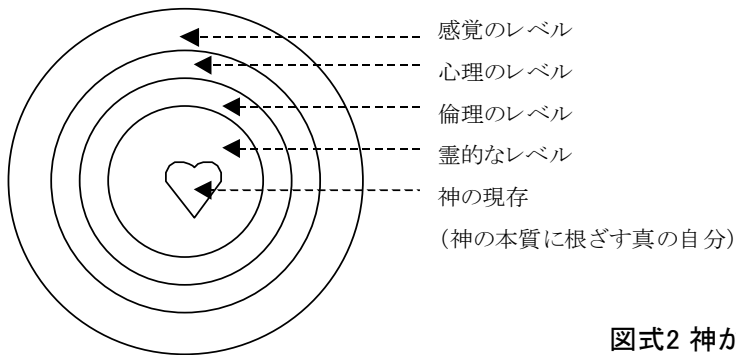 感覚のレベル
心理のレベル
倫理のレベル
霊的なレベル
神の現存
（神の本質に根ざす真の自分）
図式2 神か